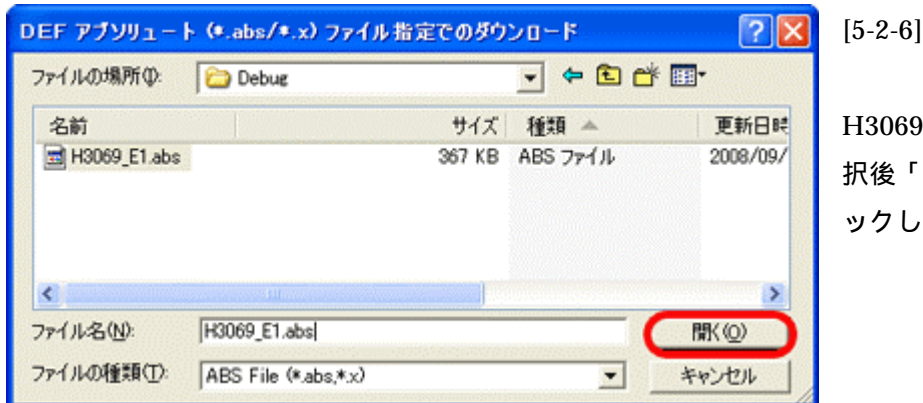 DEF アブソリュート (*.abs/*.x) ファイル指定でのダウンロード
[5-2-6]
ファイルの場所(I):
Debug
名前
サイズ
種類
更新日時
H3069_E1.abs
367 KB
ABS ファイル
2008/09/
H3069
択後「
ックし
ファイル名(N):
H3069_E1.abs
開く(O)
ファイルの種類(T):
ABS File (*.abs,*.x)
キャンセル